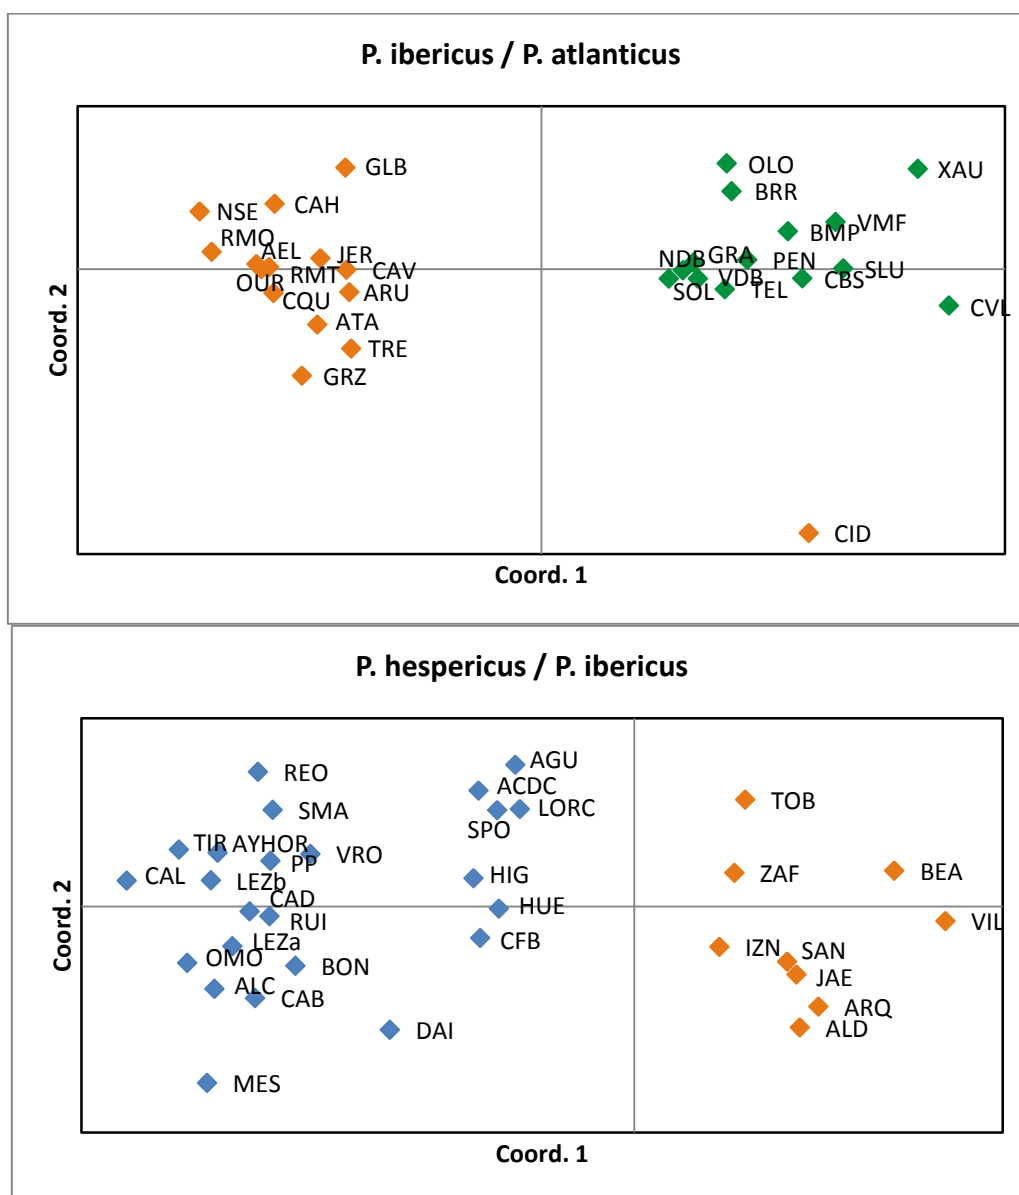 P. ibericus / P. atlanticus
GLB
OLO
XAU
BRR
CAH
NSE
VMF
BMP
RMO
AEL
JER
NDB
GRA
PEN
SLU
CAV
RMT
OUR
VDB
CBS
TEL
SOL
ARU
CQU
CVL
ATA
TRE
GRZ
CID
Coord. 2
Coord. 1
P. hespericus / P. ibericus
AGU
REO
ACDC
TOB
SMA
LORC
SPO
TIR
AYHOR
VRO
PP
CAL
LEZb
HIG
ZAF
BEA
CAD
HUE
RUI
VIL
CFB
LEZa
IZN
SAN
OMO
BON
JAE
ALC
CAB
ARQ
ALD
DAI
MES
Coord. 2
Coord. 1